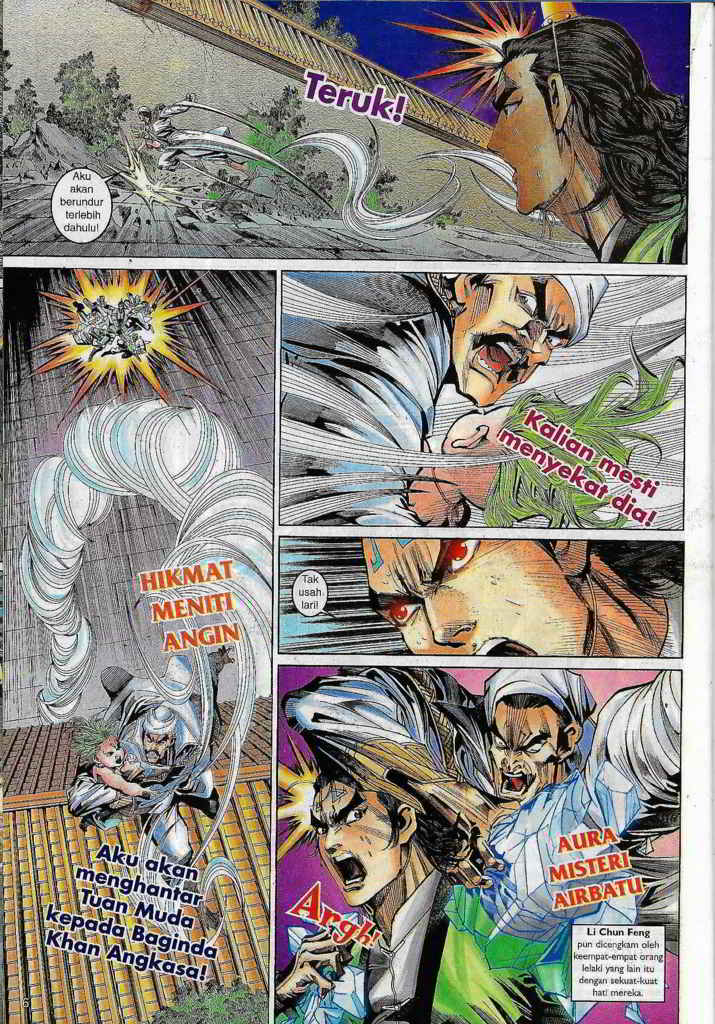 Teruk!
Aku
akan
berundur
terlebih
dahulu!
HIKMAT
MENITI
ANGIN
Aku akan
menghantar
Tuan Muda
kepada Baginda
Khan Angkasa!
Kalian mesti
menyekat dia!
Tak
usah
lari!
AURA
MISTERI
AIRBATU
Argh!
Li Chun Feng
pun dicengkam oleh
keempat-empat orang
lelaki yang lain itu
dengan sekuat-kuat
hati mereka.
6